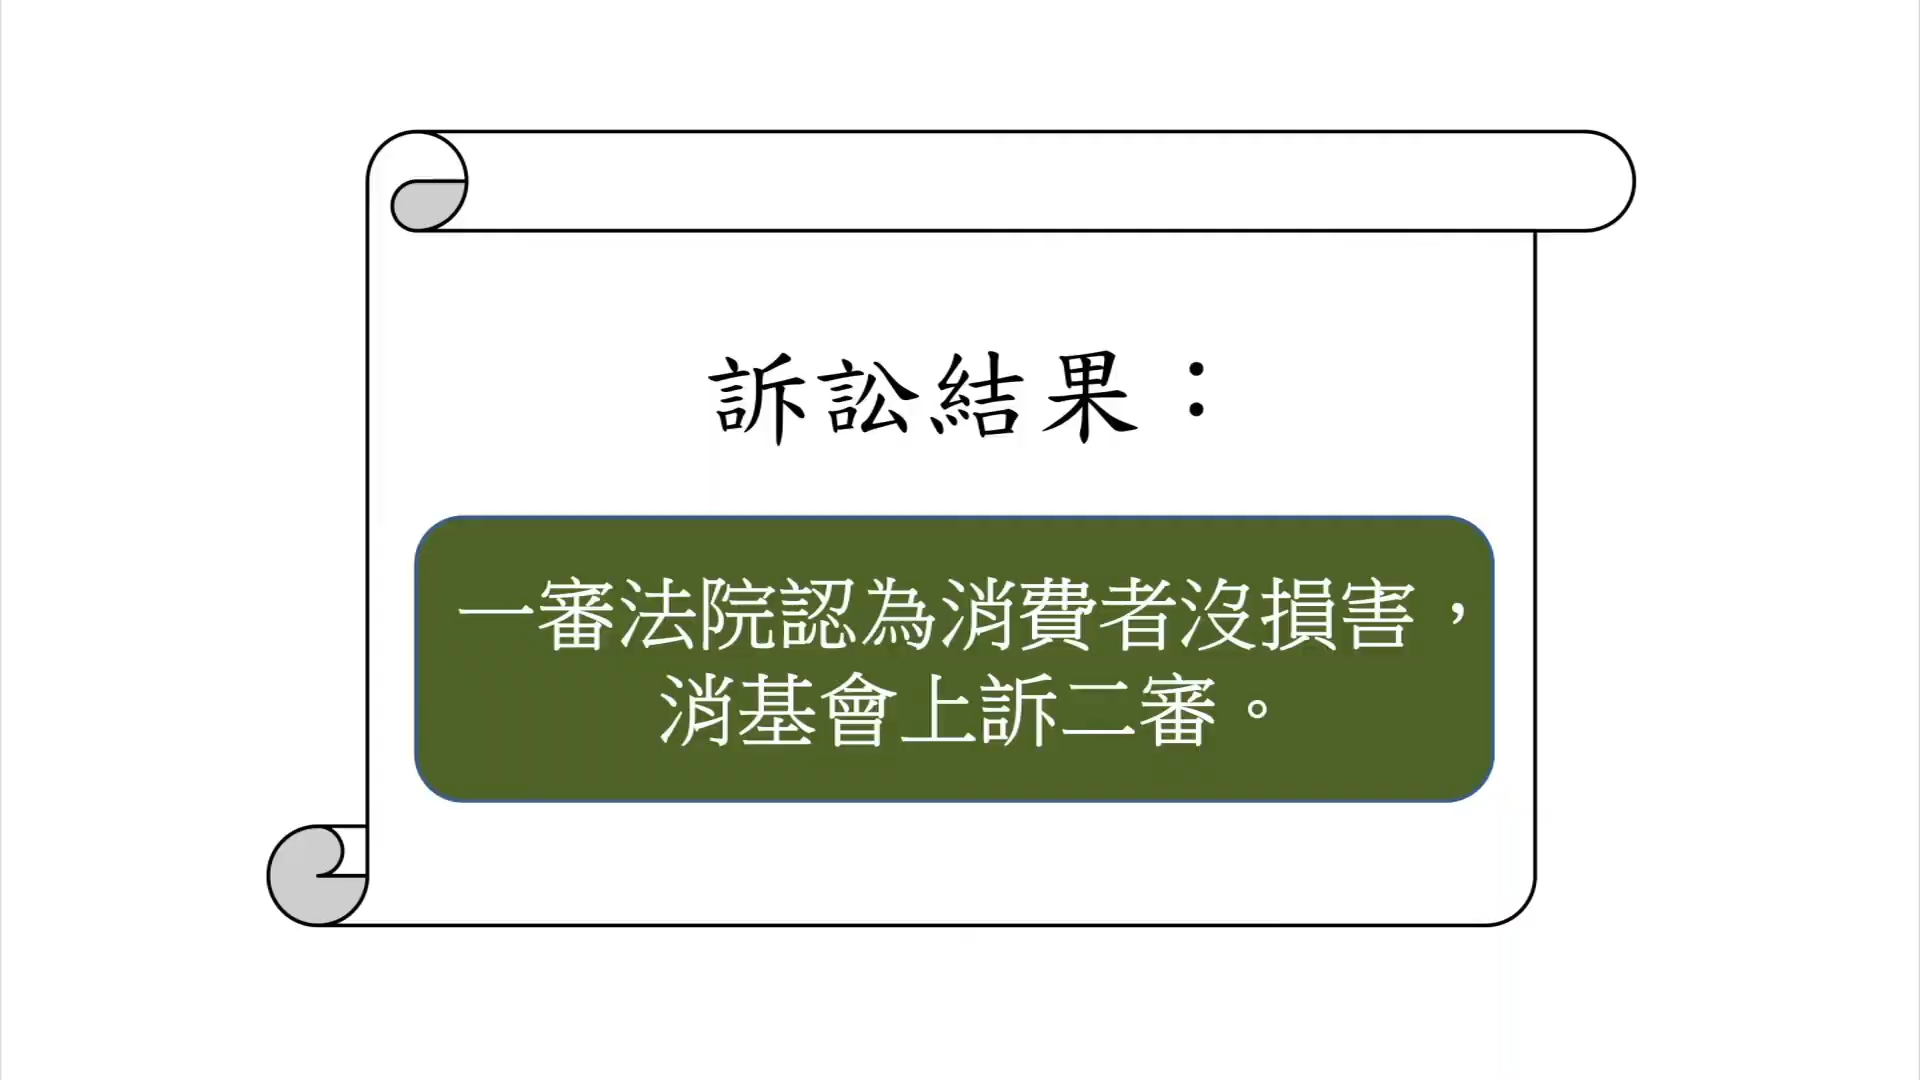 訴訟結果：
一審法院認為消費者沒損害，
消基會上訴二審。